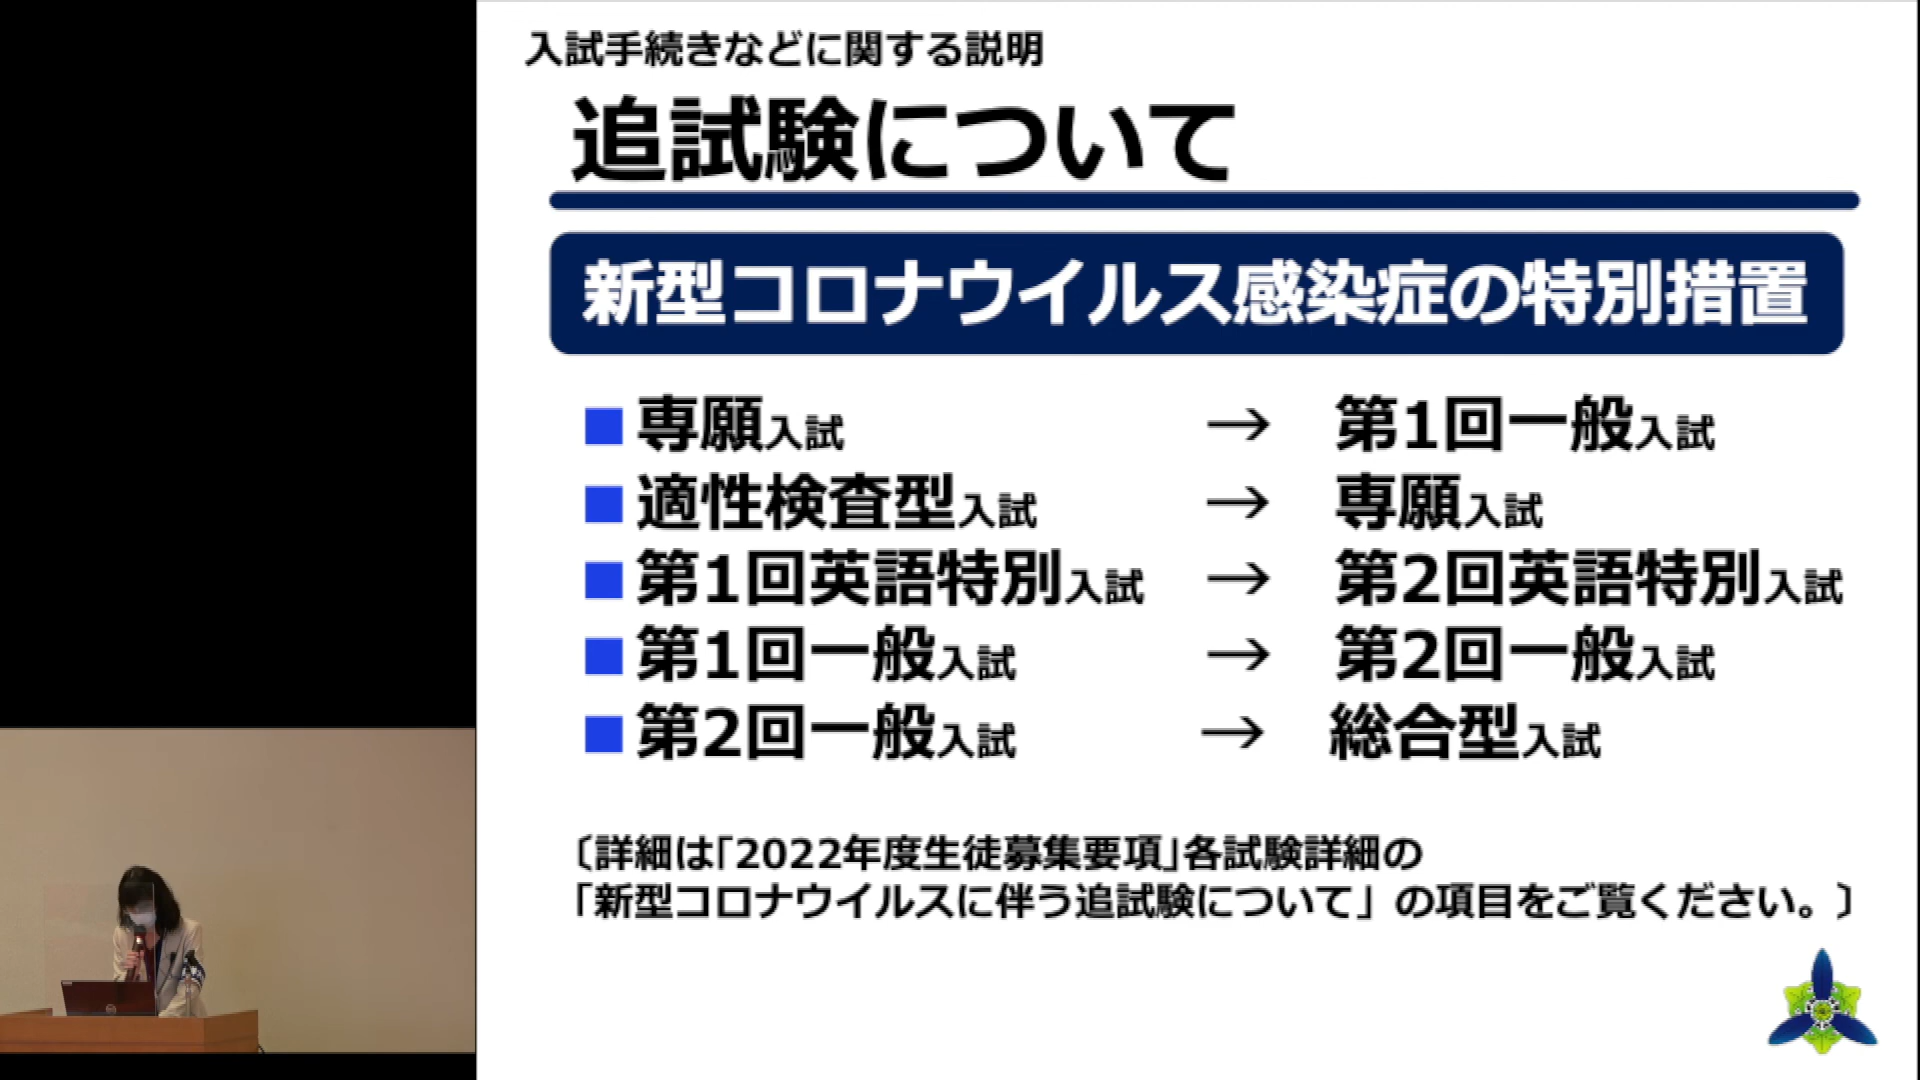 入試手続きなどに関する説明
追試験について
新型コロナウイルス感染症の特別措置
■専願入試 → 第1回一般入試
■適性検査型入試 → 専願入試
■第1回英語特別入試 → 第2回英語特別入試
■第1回一般入試 → 第2回一般入試
■第2回一般入試 → 総合型入試
〔詳細は「2022年度生徒募集要項」各試験詳細の
「新型コロナウイルスに伴う追試験について」の項目をご覧ください。〕